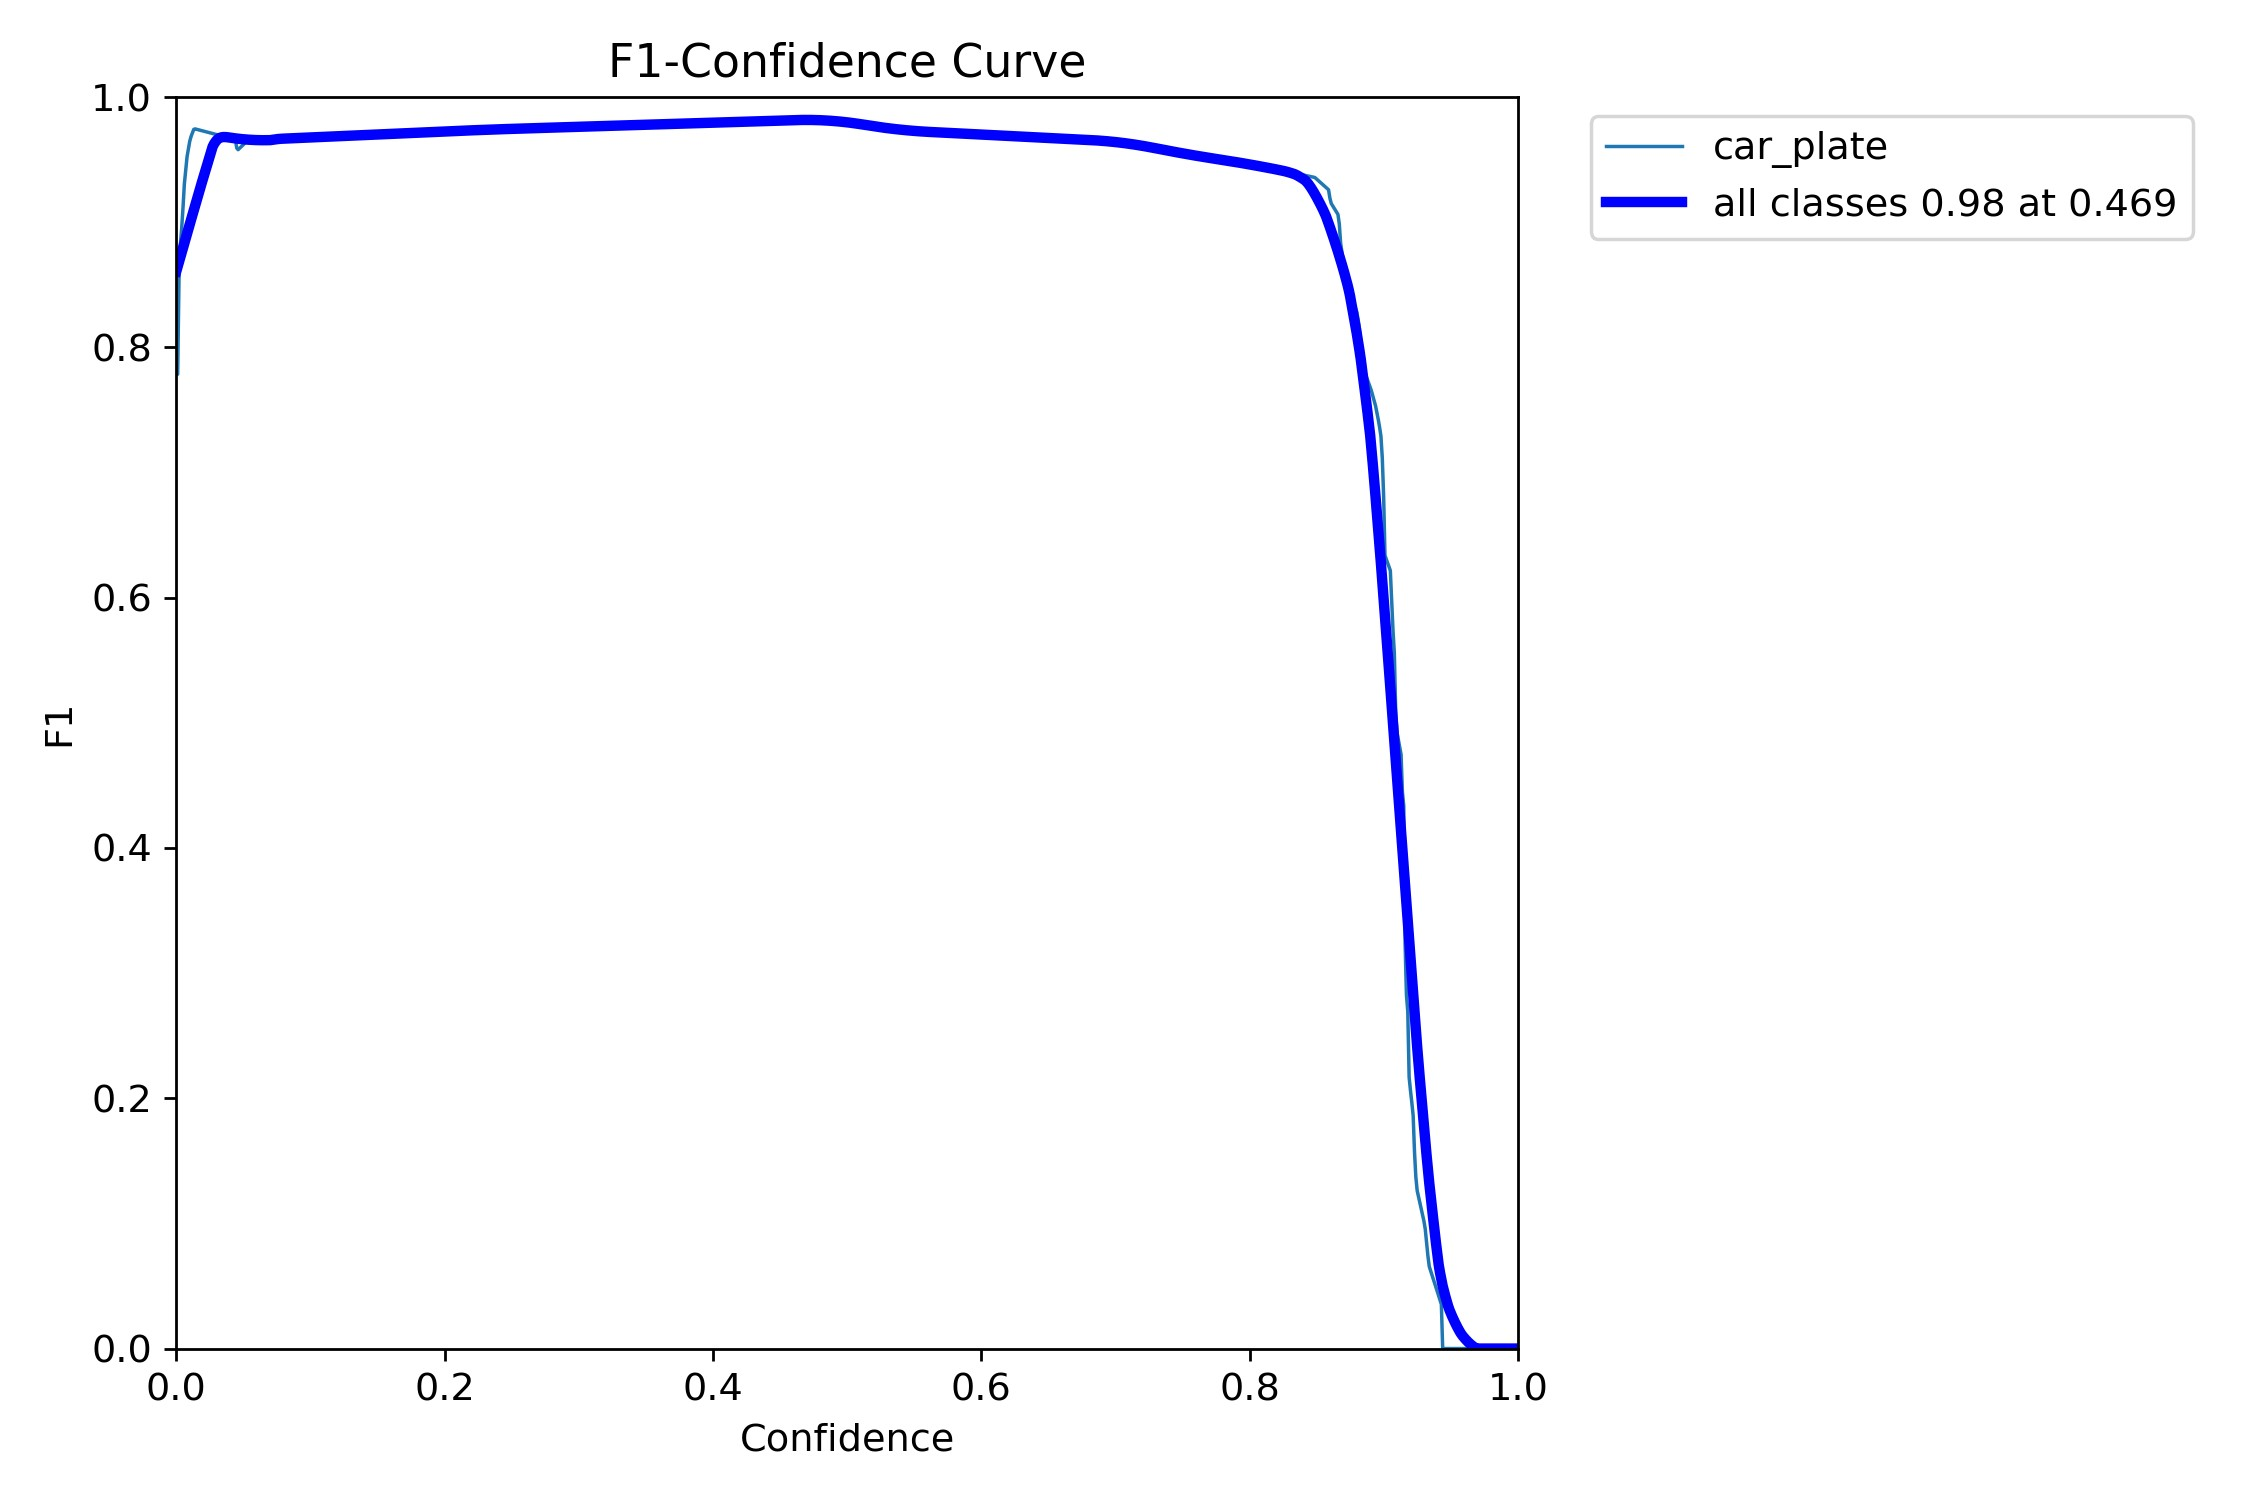 F1-Confidence Curve
1.0
0.8
0.6
0.4
0.2
0.0
F1
0.0 0.2 0.4 0.6 0.8 1.0
Confidence
car_plate
all classes 0.98 at 0.469